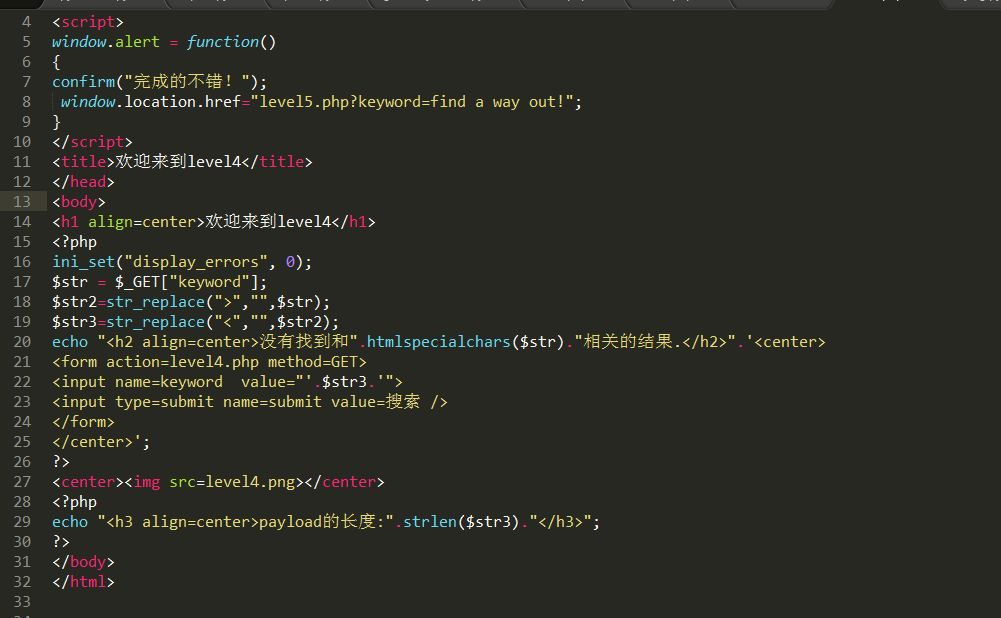 4 <script>
5 window.alert = function()
6 {
7 confirm("完成的不错！");
8  window.location.href="level5.php?keyword=find a way out!";
9 }
10 </script>
11 <title>欢迎来到level4</title>
12 </head>
13 <body>
14 <h1 align=center>欢迎来到level4</h1>
15 <?php
16 ini_set("display_errors", 0);
17 $str = $_GET["keyword"];
18 $str2=str_replace(">","",$str);
19 $str3=str_replace("<","",$str2);
20 echo "<h2 align=center>没有找到和".htmlspecialchars($str)."相关的结果.</h2>".'<center>
21 <form action=level4.php method=GET>
22 <input name=keyword  value="'.$str3.'">
23 <input type=submit name=submit value=搜索 />
24 </form>
25 </center>';
26 ?>
27 <center><img src=level4.png></center>
28 <?php
29 echo "<h3 align=center>payload的长度:".strlen($str3)."</h3>";
30 ?>
31 </body>
32 </html>
33